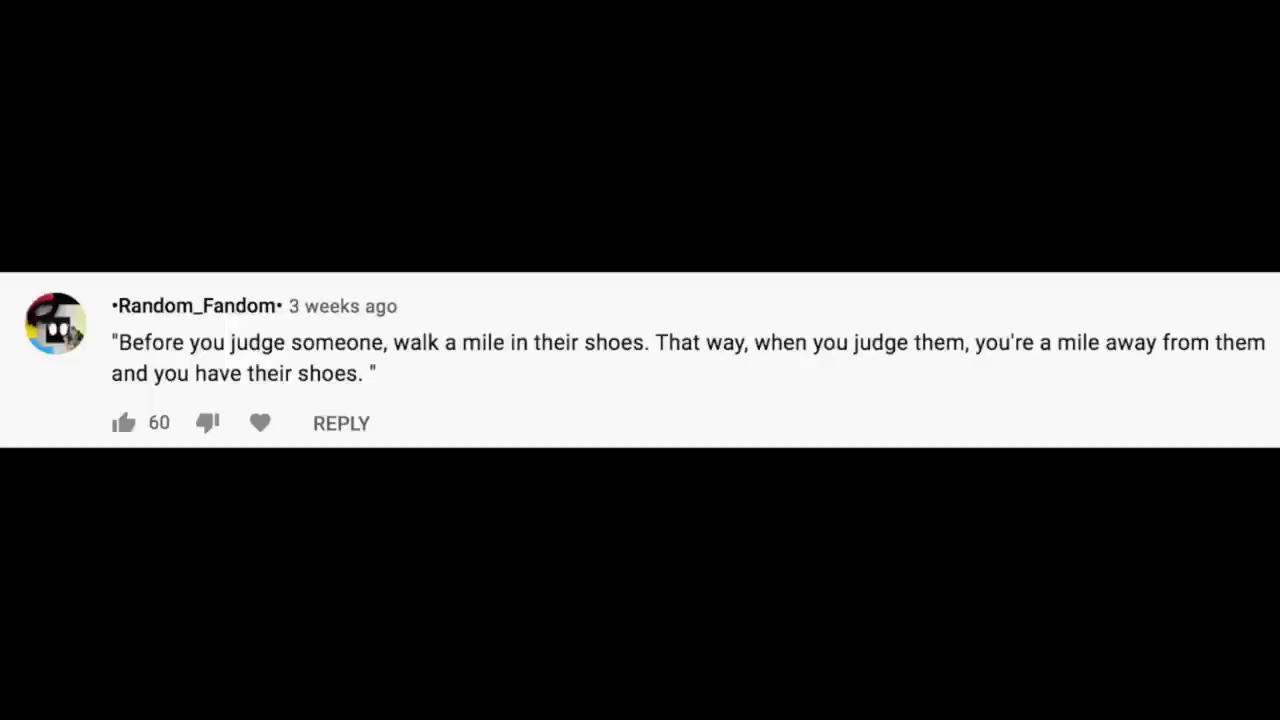 •Random_Fandom• 3 weeks ago
"Before you judge someone, walk a mile in their shoes. That way, when you judge them, you're a mile away from them
and you have their shoes. "
60 REPLY